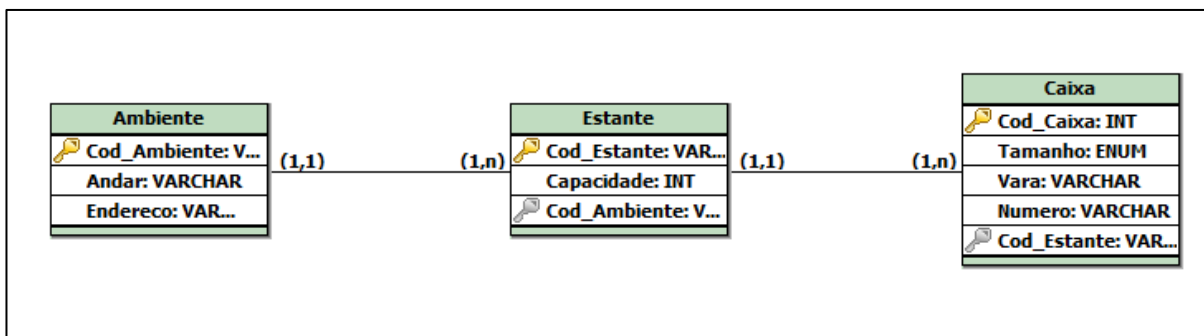 Ambiente
Cod_Ambiente: V...
Andar: VARCHAR
Endereco: VAR...
(1,1)
(1,n)
Estante
Cod_Estante: VAR...
Capacidade: INT
Cod_Ambiente: V...
(1,1)
(1,n)
Caixa
Cod_Caixa: INT
Tamanho: ENUM
Vara: VARCHAR
Numero: VARCHAR
Cod_Estante: VAR...